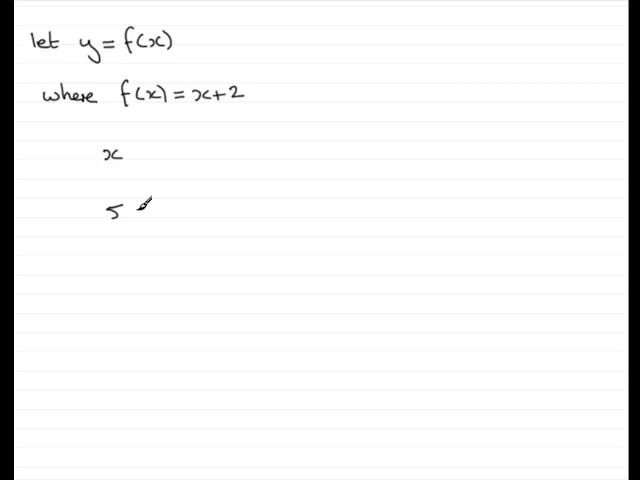 let y = f(x)
where f(x) = x+2
x
5